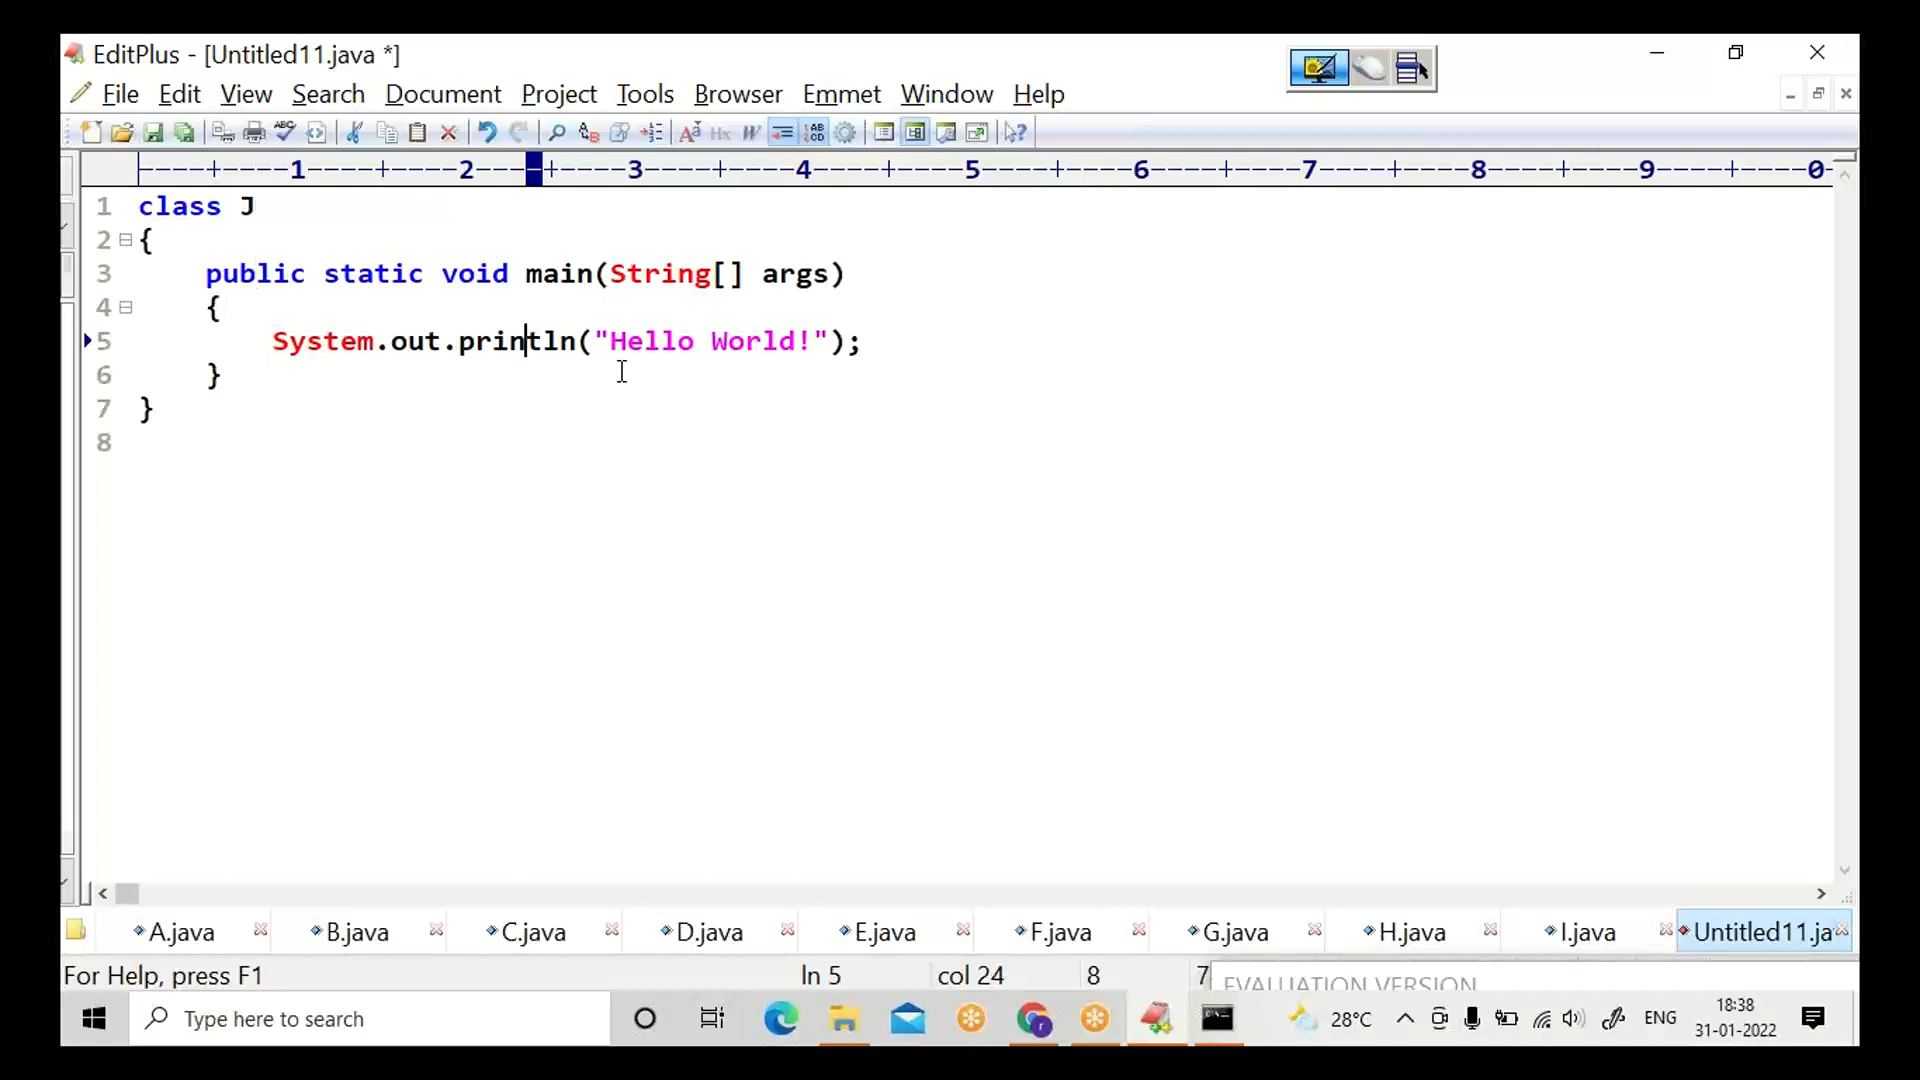 EditPlus - [Untitled11.java *]
File Edit View Search Document Project Tools Browser Emmet Window Help
----+----1----+----2----+----3----+----4----+----5----+----6----+----7----+----8----+----9----+----0-
1 class J
2 {
3 public static void main(String[] args)
4 {
5 System.out.println("Hello World!");
6 }
7 }
8
A.java B.java C.java D.java E.java F.java G.java H.java I.java Untitled11.ja
For Help, press F1 ln 5 col 24 8 7 EVALUATION VERSION
Type here to search 28°C ENG 18:38
31-01-2022